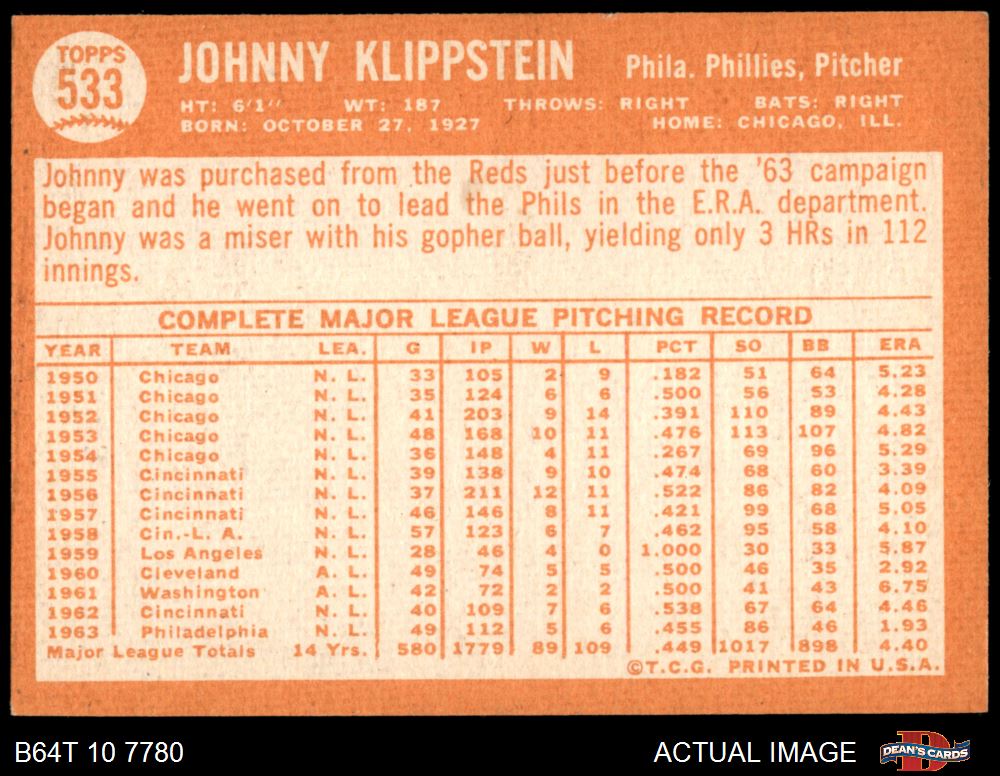 TOPPS
533
JOHNNY KLIPPSTEIN Phila. Phillies, Pitcher
HT: 6'1" WT: 187 THROWS: RIGHT BATS: RIGHT
BORN: OCTOBER 27, 1927 HOME: CHICAGO, ILL.
Johnny was purchased from the Reds just before the '63 campaign
began and he went on to lead the Phils in the E.R.A. department.
Johnny was a miser with his gopher ball, yielding only 3 HRs in 112
innings.
COMPLETE MAJOR LEAGUE PITCHING RECORD
YEAR TEAM LEA. G IP W L PCT SO BB ERA
1950 Chicago N. L. 33 105 2 9 .182 51 64 5.23
1951 Chicago N. L. 35 124 6 6 .500 56 53 4.28
1952 Chicago N. L. 41 203 9 14 .391 110 89 4.43
1953 Chicago N. L. 48 168 10 11 .476 113 107 4.82
1954 Chicago N. L. 36 148 4 11 .267 69 96 5.29
1955 Cincinnati N. L. 39 138 9 10 .474 68 60 3.39
1956 Cincinnati N. L. 37 211 12 11 .522 86 82 4.09
1957 Cincinnati N. L. 46 146 8 11 .421 99 68 5.05
1958 Cin.-L. A. N. L. 57 123 6 7 .462 95 58 4.10
1959 Los Angeles N. L. 28 46 4 0 1.000 30 33 5.87
1960 Cleveland A. L. 49 74 5 5 .500 46 35 2.92
1961 Washington A. L. 42 72 2 2 .500 41 43 6.75
1962 Cincinnati N. L. 40 109 7 6 .538 67 64 4.46
1963 Philadelphia N. L. 49 112 5 6 .455 86 46 1.93
Major League Totals 14 Yrs. 580 1779 89 109 .449 1017 898 4.40
©T.C.G. PRINTED IN U.S.A.
B64T 10 7780 ACTUAL IMAGE D DEAN'S CARDS